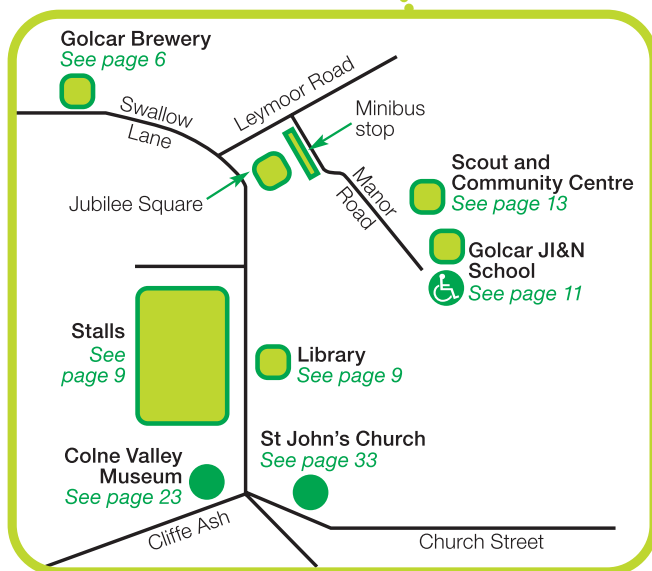 Golcar Brewery
See page 6
Swallow
Lane
Leymoor Road
Minibus
stop
Jubilee Square
Manor
Road
Scout and
Community Centre
See page 13
Golcar JI&N
School
See page 11
Stalls
See
page 9
Library
See page 9
St John's Church
See page 33
Colne Valley
Museum
See page 23
Cliffe Ash
Church Street